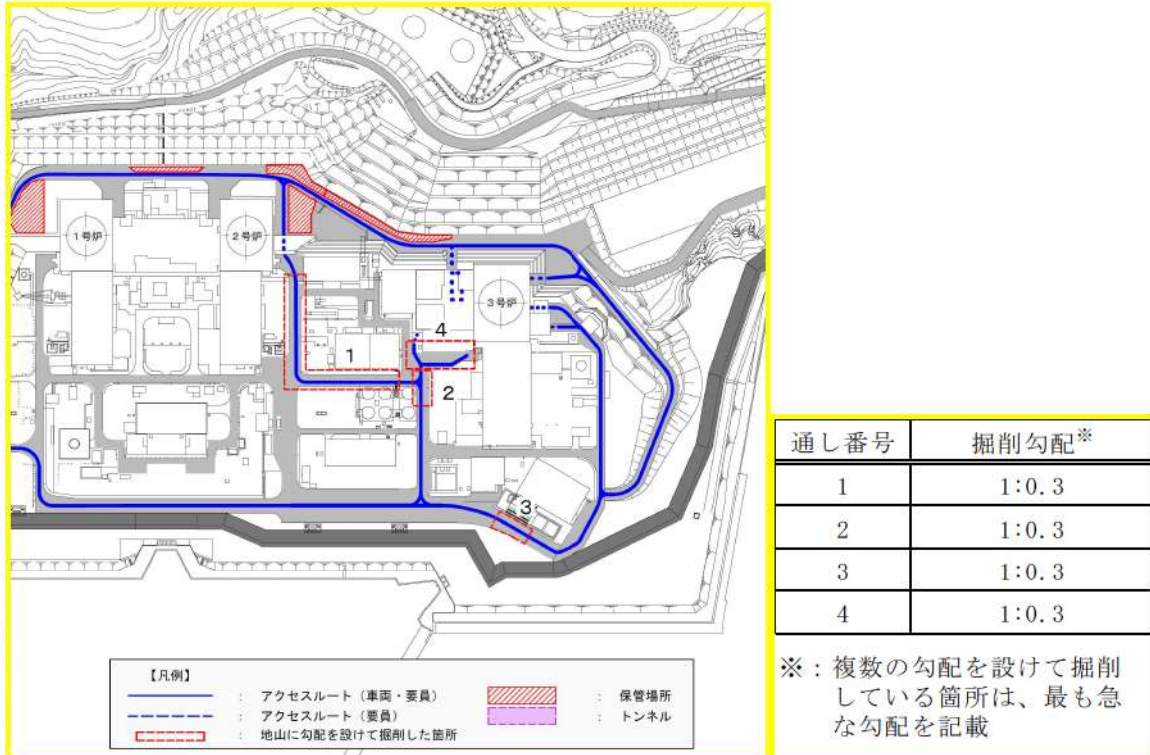 1号炉
2号炉
3号炉
4
1
2
3
【凡例】
: アクセスルート（車両・要員）
: アクセスルート（要員）
: 地山に勾配を設けて掘削した箇所
: 保管場所
: トンネル
通し番号 掘削勾配※
1 1:0.3
2 1:0.3
3 1:0.3
4 1:0.3
※：複数の勾配を設けて掘削
している箇所は、最も急
な勾配を記載